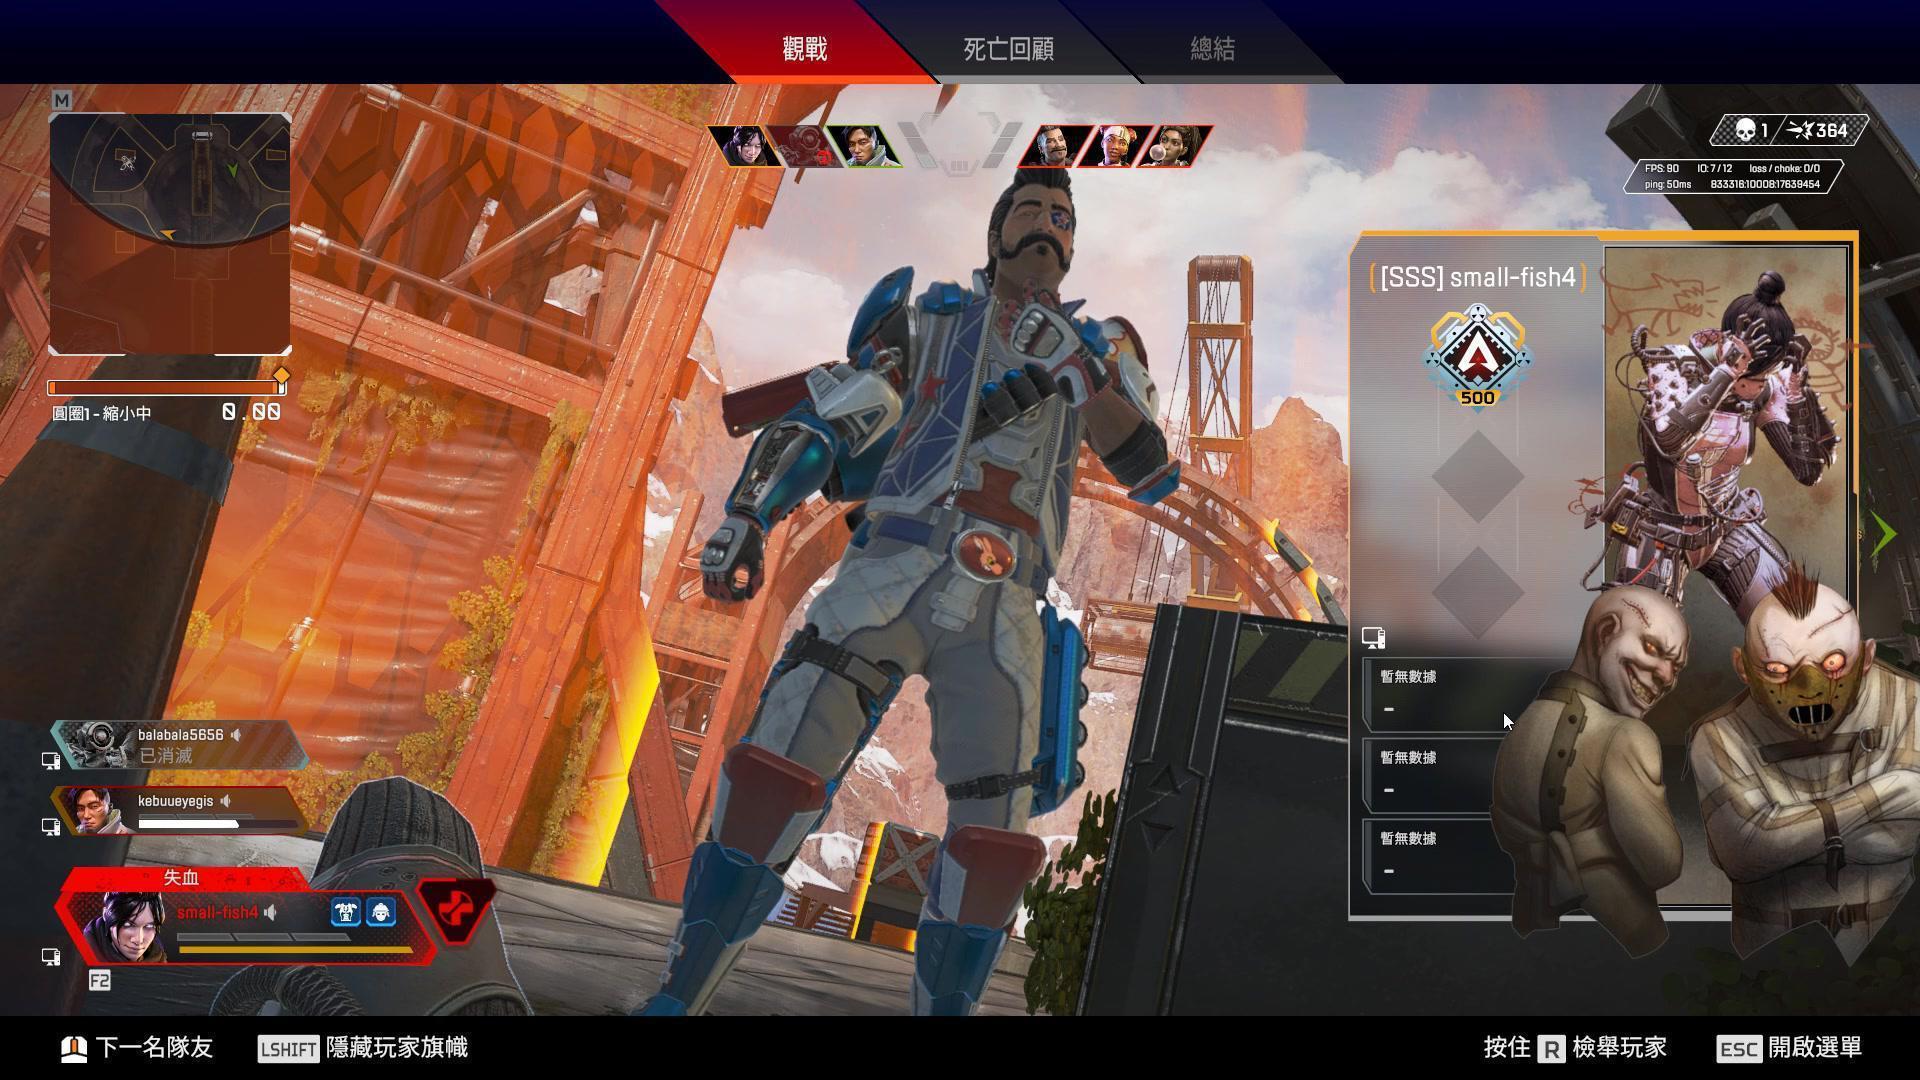 觀戰
死亡回顧
總結
M
1
364
FPS: 90 IO: 7 / 12 loss / choke: 0/0
ping: 50ms 833316:10008:17639454
圓圈1 - 縮小中 0.00
[SSS] small-fish4
500
暫無數據
-
暫無數據
-
暫無數據
-
balabala5656
已消滅
kebuueyegis
失血
small-fish4
F2
下一名隊友
LSHIFT 隱藏玩家旗幟
按住 R 檢舉玩家
ESC 開啟選單